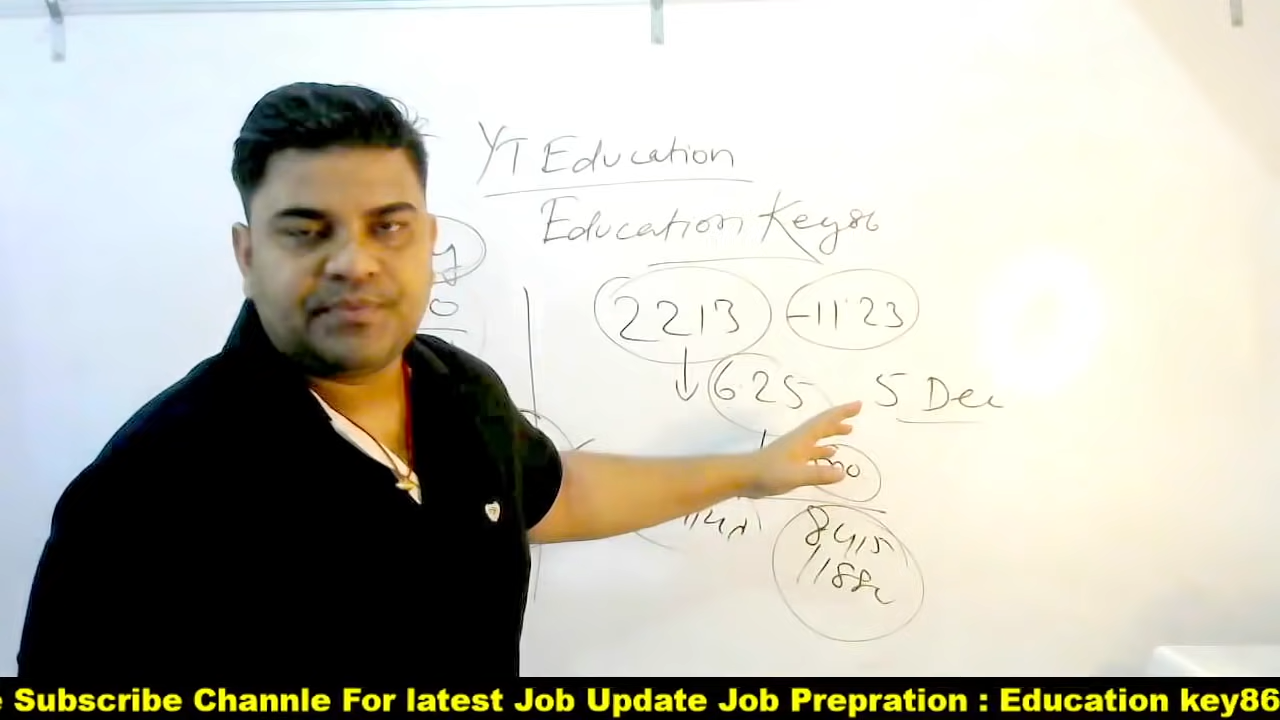 YT Education
Education Key86
2213 -11:23
6.25 5 Dec
8415
1188
e Subscribe Channle For latest Job Update Job Prepration : Education key86